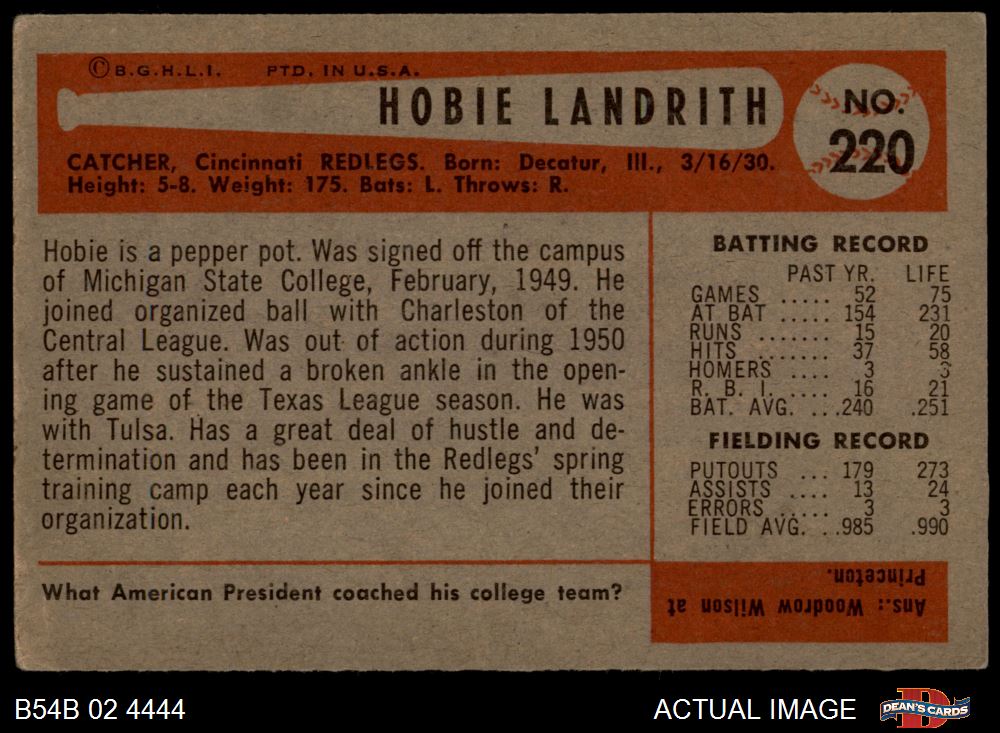 ©B.G.H.L.I. PTD. IN U.S.A.
HOBIE LANDRITH
NO.
220
CATCHER, Cincinnati REDLEGS. Born: Decatur, Ill., 3/16/30.
Height: 5-8. Weight: 175. Bats: L. Throws: R.
Hobie is a pepper pot. Was signed off the campus
of Michigan State College, February, 1949. He
joined organized ball with Charleston of the
Central League. Was out of action during 1950
after he sustained a broken ankle in the open-
ing game of the Texas League season. He was
with Tulsa. Has a great deal of hustle and de-
termination and has been in the Redlegs' spring
training camp each year since he joined their
organization.
What American President coached his college team?
BATTING RECORD
PAST YR. LIFE
GAMES ..... 52 75
AT BAT ..... 154 231
RUNS ....... 15 20
HITS ....... 37 58
HOMERS .... 3 3
R. B. I. .... 16 21
BAT. AVG. ...240 .251
FIELDING RECORD
PUTOUTS ... 179 273
ASSISTS .... 13 24
ERRORS .... 3 3
FIELD AVG. ..985 .990
Ans.: Woodrow Wilson at
Princeton.
B54B 02 4444
ACTUAL IMAGE
DEAN'S CARDS